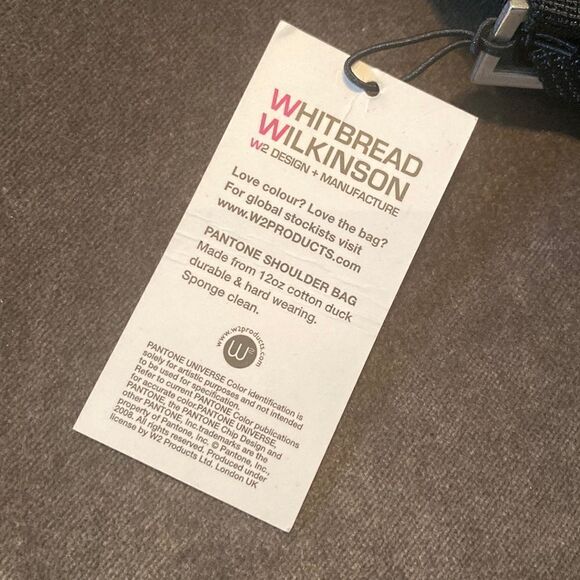 WHITBREAD
WILKINSON
W2 DESIGN + MANUFACTURE
Love colour? Love the bag?
For global stockists visit
www.W2PRODUCTS.com
PANTONE SHOULDER BAG
Made from 12oz cotton duck
durable & hard wearing.
Sponge clean.
www.w2products.com
W2
PANTONE UNIVERSE Color identification is
solely for artistic purposes and not intended
to be used for specification.
Refer to current PANTONE Color publications
for accurate color.PANTONE UNIVERSE,
PANTONE, the PANTONE Chip Design and
other PANTONE, Inc.trademarks are the
property of Pantone, Inc. © Pantone, Inc.,
2008. All rights reserved. Produced under
license by W2 Products Ltd. London UK